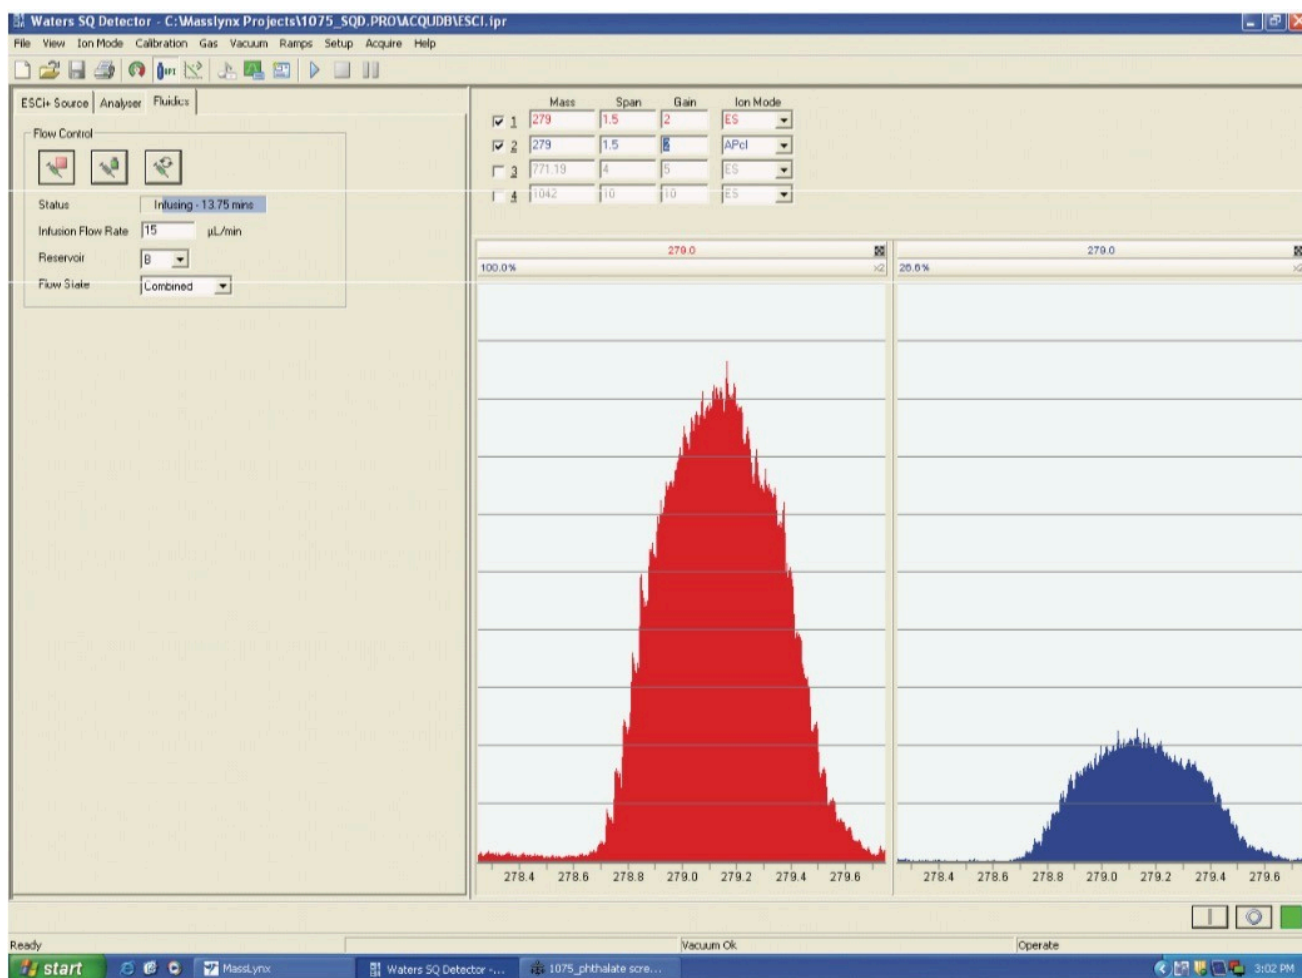 Waters SQ Detector - C:\Masslynx Projects\1075_SQD.PRO\ACQUDB\ESCI.ipr
File View Ion Mode Calibration Gas Vacuum Ramps Setup Acquire Help
ESCi+ Source Analyser Fluidics
Flow Control
Status Infusing - 13.75 mins
Infusion Flow Rate 15 µL/min
Reservoir B
Flow State Combined
Mass Span Gain Ion Mode
1 279 1.5 2 ES
2 279 1.5 2 APcI
3 771.19 4 5 ES
4 1042 10 10 ES
279.0
100.0% x2
278.4 278.6 278.8 279.0 279.2 279.4 279.6
279.0
26.6%
278.4 278.6 278.8 279.0 279.2 279.4 279.6
Ready Vacuum Ok Operate
start MassLynx Waters SQ Detector -... 1075_phthalate scre... 3:02 PM